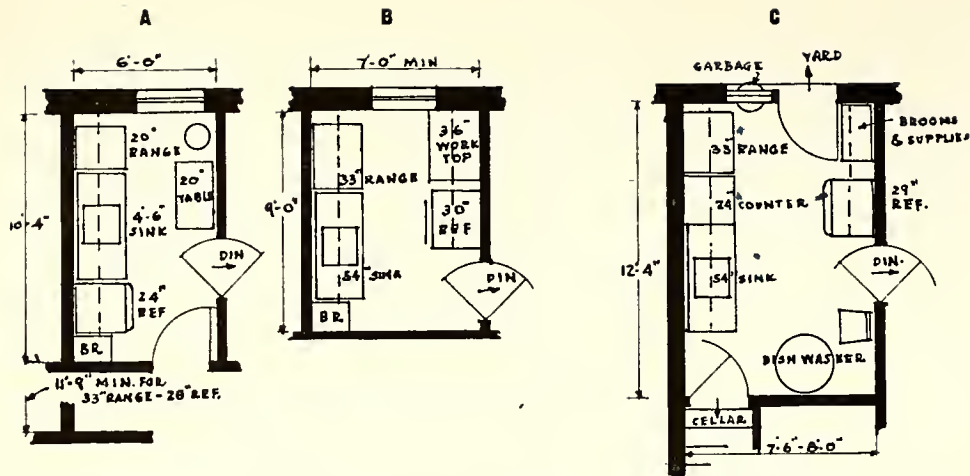 A
6'-0"
10'-4"
20"
RANGE
20"
TABLE
4'-6"
SINK
DIN
24"
REF
BR
11'-9" MIN. FOR
33" RANGE - 28" REF.
B
7'-0" MIN
9'-0"
36"
WORK
TOP
33" RANGE
30"
REF
54" SINK
DIN
BR
C
GARBAGE
YARD
BROOMS
& SUPPLIES
33" RANGE
24" COUNTER
29"
REF.
12'-4"
54" SINK
DIN.
DISH WASHER
CELLAR
7'-6"-8'-0"